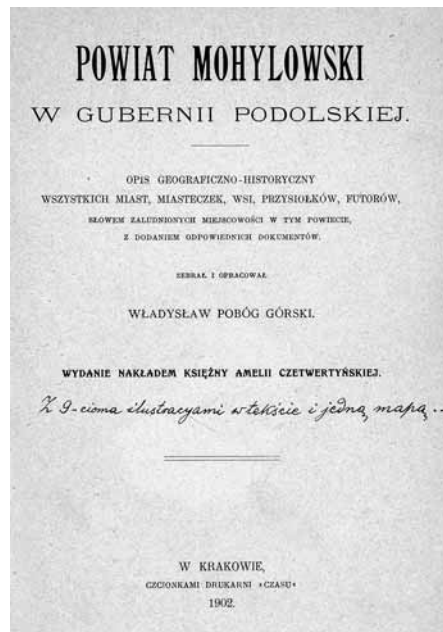 POWIAT MOHYLOWSKI
W GUBERNII PODOLSKIEJ.
OPIS GEOGRAFICZNO-HISTORYCZNY
WSZYSTKICH MIAST, MIASTECZEK, WSI, PRZYSIOŁKÓW, FUTORÓW,
SŁOWEM ZALUDNIONYCH MIEJSCOWOŚCI W TYM POWIECIE,
Z DODANIEM ODPOWIEDNICH DOKUMENTÓW.
ZEBRAŁ I OPRACOWAŁ
WŁADYSŁAW POBÓG GÓRSKI.
WYDANIE NAKŁADEM KSIĘŻNY AMELII CZETWERTYŃSKIEJ.
Z 9-cioma ilustracyami w tekście i jedną mapą..
W KRAKOWIE,
CZCIONKAMI DRUKARNI »CZASU«
1902.